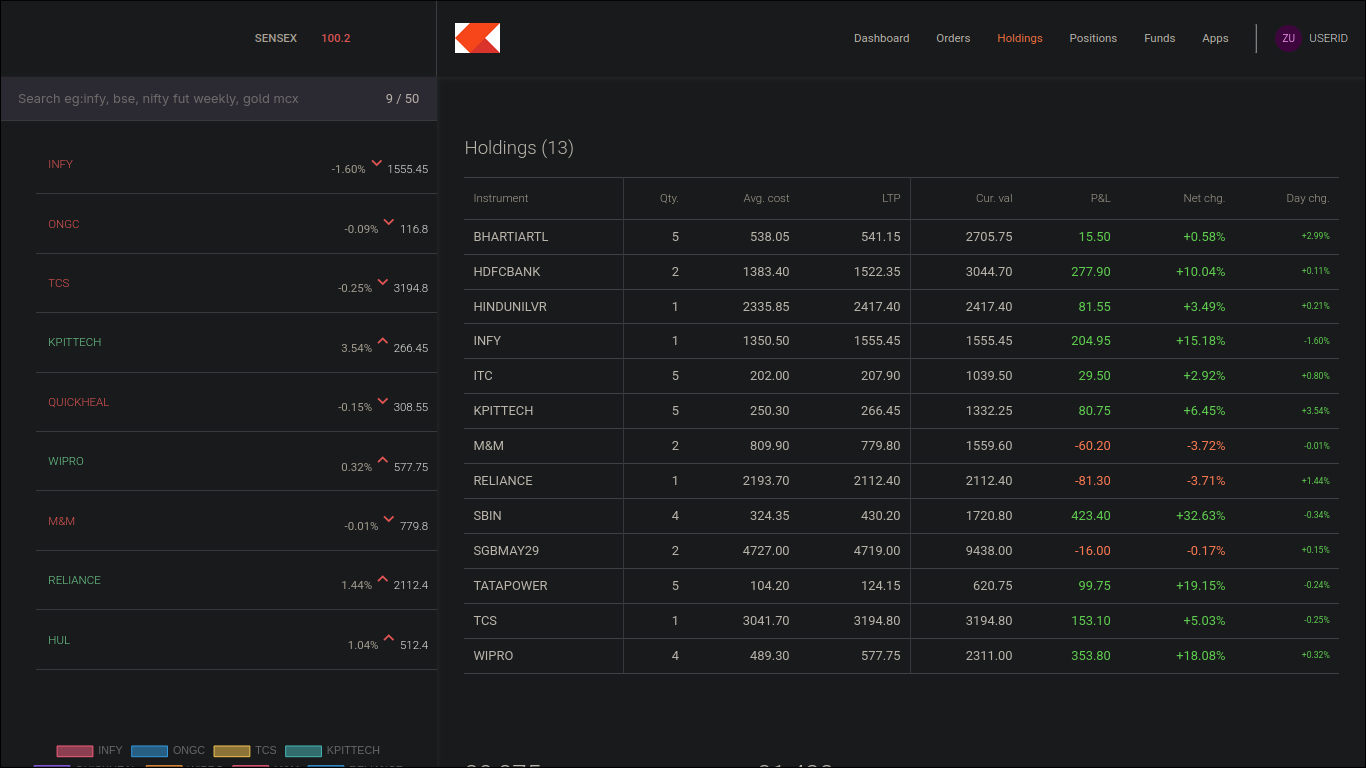 SENSEX 100.2
Dashboard Orders Holdings Positions Funds Apps ZU USERID
Search eg:infy, bse, nifty fut weekly, gold mcx 9 / 50
INFY -1.60% 1555.45
ONGC -0.09% 116.8
TCS -0.25% 3194.8
KPITTECH 3.54% 266.45
QUICKHEAL -0.15% 308.55
WIPRO 0.32% 577.75
M&M -0.01% 779.8
RELIANCE 1.44% 2112.4
HUL 1.04% 512.4
INFY ONGC TCS KPITTECH
Holdings (13)
Instrument Qty. Avg. cost LTP Cur. val P&L Net chg. Day chg.
BHARTIARTL 5 538.05 541.15 2705.75 15.50 +0.58% +2.99%
HDFCBANK 2 1383.40 1522.35 3044.70 277.90 +10.04% +0.11%
HINDUNILVR 1 2335.85 2417.40 2417.40 81.55 +3.49% +0.21%
INFY 1 1350.50 1555.45 1555.45 204.95 +15.18% -1.60%
ITC 5 202.00 207.90 1039.50 29.50 +2.92% +0.80%
KPITTECH 5 250.30 266.45 1332.25 80.75 +6.45% +3.54%
M&M 2 809.90 779.80 1559.60 -60.20 -3.72% -0.01%
RELIANCE 1 2193.70 2112.40 2112.40 -81.30 -3.71% +1.44%
SBIN 4 324.35 430.20 1720.80 423.40 +32.63% -0.34%
SGBMAY29 2 4727.00 4719.00 9438.00 -16.00 -0.17% +0.15%
TATAPOWER 5 104.20 124.15 620.75 99.75 +19.15% -0.24%
TCS 1 3041.70 3194.80 3194.80 153.10 +5.03% -0.25%
WIPRO 4 489.30 577.75 2311.00 353.80 +18.08% +0.32%